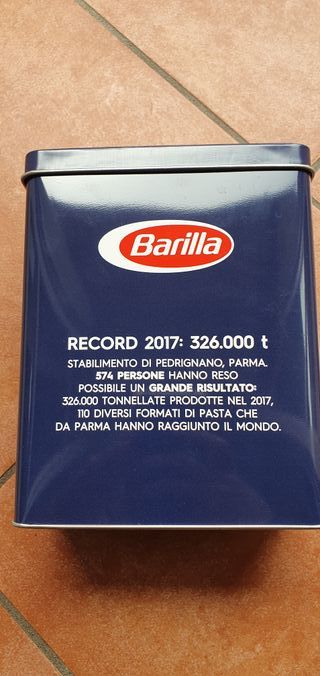 Barilla
RECORD 2017: 326.000 t
STABILIMENTO DI PEDRIGNANO, PARMA.
574 PERSONE HANNO RESO
POSSIBILE UN GRANDE RISULTATO:
326.000 TONNELLATE PRODOTTE NEL 2017,
110 DIVERSI FORMATI DI PASTA CHE
DA PARMA HANNO RAGGIUNTO IL MONDO.